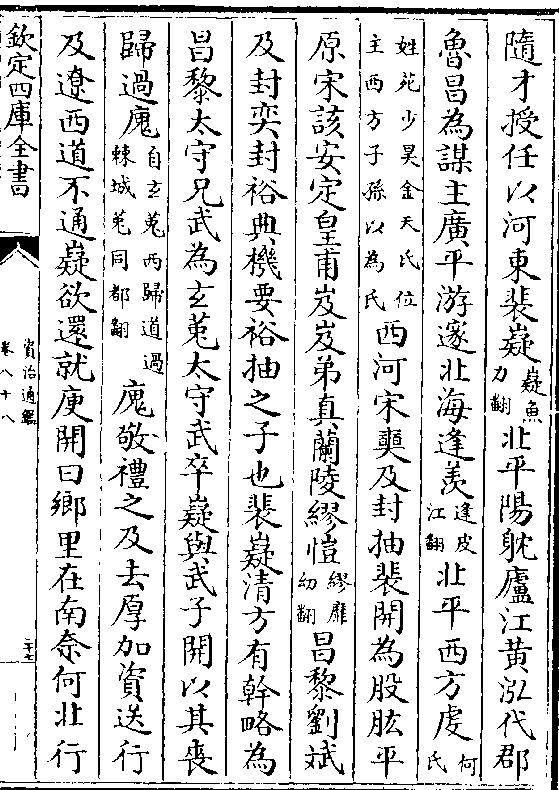 隨才授任以河東裴嶷嶷魚力翻北平陽耽廬江黃泓代郡
魯昌為謀主廣平游邃北海逄羨逄皮江翻北平西方虔何氏
姓苑少昊金天氏位主西方子孫以為氏西河宋奭及封抽裴開為股肱平
原宋該安定皇甫岌岌弟真蘭陵繆愷繆靡幼翻昌黎劉斌
及封奕封裕典機要裕抽之子也裴嶷清方有幹略為
昌黎太守兄武為玄菟太守武卒嶷與武子開以其喪
歸過廆自玄菟西歸道過棘城菟同都翻廆敬禮之及去厚加資送行
及遼西道不通嶷欲還就廆開曰鄉里在南奈何北行
欽定四庫全書
資治通鑑
卷八十八
二十七